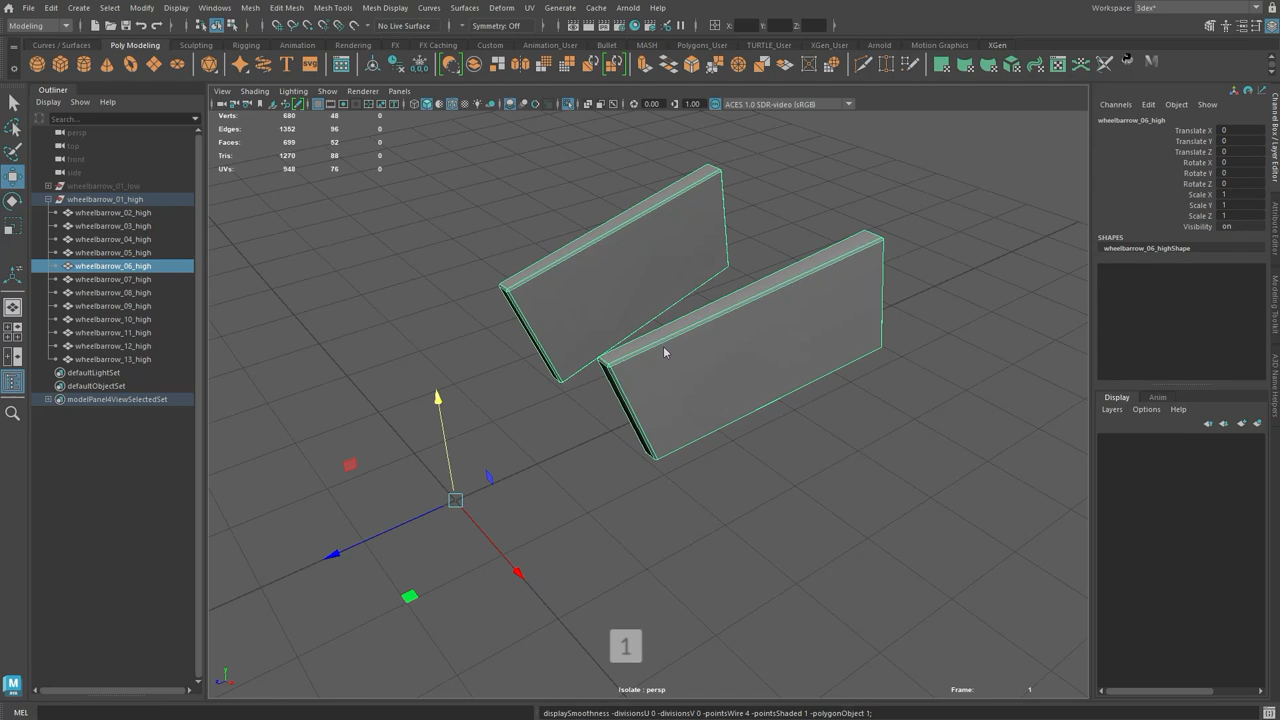 File Edit Create Select Modify Display Windows Mesh Edit Mesh Mesh Tools Mesh Display Curves Surfaces Deform UV Generate Cache Arnold Help Workspace: 3dex*
Modeling No Live Surface Symmetry: Off X: Y: Z:
Curves / Surfaces Poly Modeling Sculpting Rigging Animation Rendering FX FX Caching Custom Animation_User Bullet MASH Polygons_User TURTLE_User XGen_User Arnold Motion Graphics XGen
Outliner
Display Show Help
Search...
persp
top
front
side
wheelbarrow_01_low
wheelbarrow_01_high
wheelbarrow_02_high
wheelbarrow_03_high
wheelbarrow_04_high
wheelbarrow_05_high
wheelbarrow_06_high
wheelbarrow_07_high
wheelbarrow_08_high
wheelbarrow_09_high
wheelbarrow_10_high
wheelbarrow_11_high
wheelbarrow_12_high
wheelbarrow_13_high
defaultLightSet
defaultObjectSet
modelPanel4ViewSelectedSet
View Shading Lighting Show Renderer Panels
0.00 1.00 ACES 1.0 SDR-video (sRGB)
Verts: 680 48 0
Edges: 1352 96 0
Faces: 699 52 0
Tris: 1270 88 0
UVs: 948 76 0
1
Isolate : persp
Frame: 1
Channels Edit Object Show
wheelbarrow_06_high
Translate X 0
Translate Y 0
Translate Z 0
Rotate X 0
Rotate Y 0
Rotate Z 0
Scale X 1
Scale Y 1
Scale Z 1
Visibility on
SHAPES
wheelbarrow_06_highShape
Display Anim
Layers Options Help
Channel Box / Layer Editor
Attribute Editor
Modeling Toolkit
MEL displaySmoothness -divisionsU 0 -divisionsV 0 -pointsWire 4 -pointsShaded 1 -polygonObject 1;